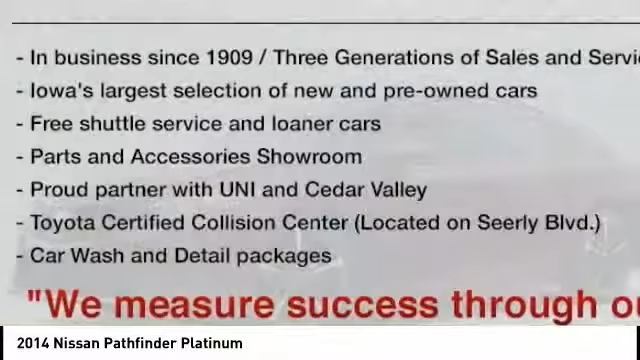 - In business since 1909 / Three Generations of Sales and
- Iowa's largest selection of new and pre-owned cars
- Free shuttle service and loaner cars
- Parts and Accessories Showroom
- Proud partner with UNI and Cedar Valley
- Toyota Certified Collision Center (Located on Seerly Blvd.)
- Car Wash and Detail packages
"We measure success through
2014 Nissan Pathfinder Platinum